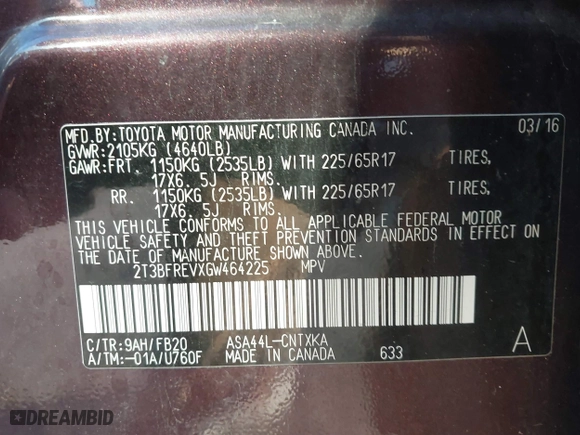 MFD.BY:TOYOTA MOTOR MANUFACTURING CANADA INC. 03/16
GVWR:2105KG (4640LB)
GAWR:FRT. 1150KG (2535LB) WITH 225/65R17 TIRES,
17X6. 5J RIMS.
RR. 1150KG (2535LB) WITH 225/65R17 TIRES,
17X6. 5J RIMS.
THIS VEHICLE CONFORMS TO ALL APPLICABLE FEDERAL MOTOR
VEHICLE SAFETY AND THEFT PREVENTION STANDARDS IN EFFECT ON
THE DATE OF MANUFACTURE SHOWN ABOVE.
2T3BFREVXGW464225 MPV
C/TR:9AH/FB20 ASA44L-CNTXKA
A/TM:-01A/U760F MADE IN CANADA 633 A
DREAMBID